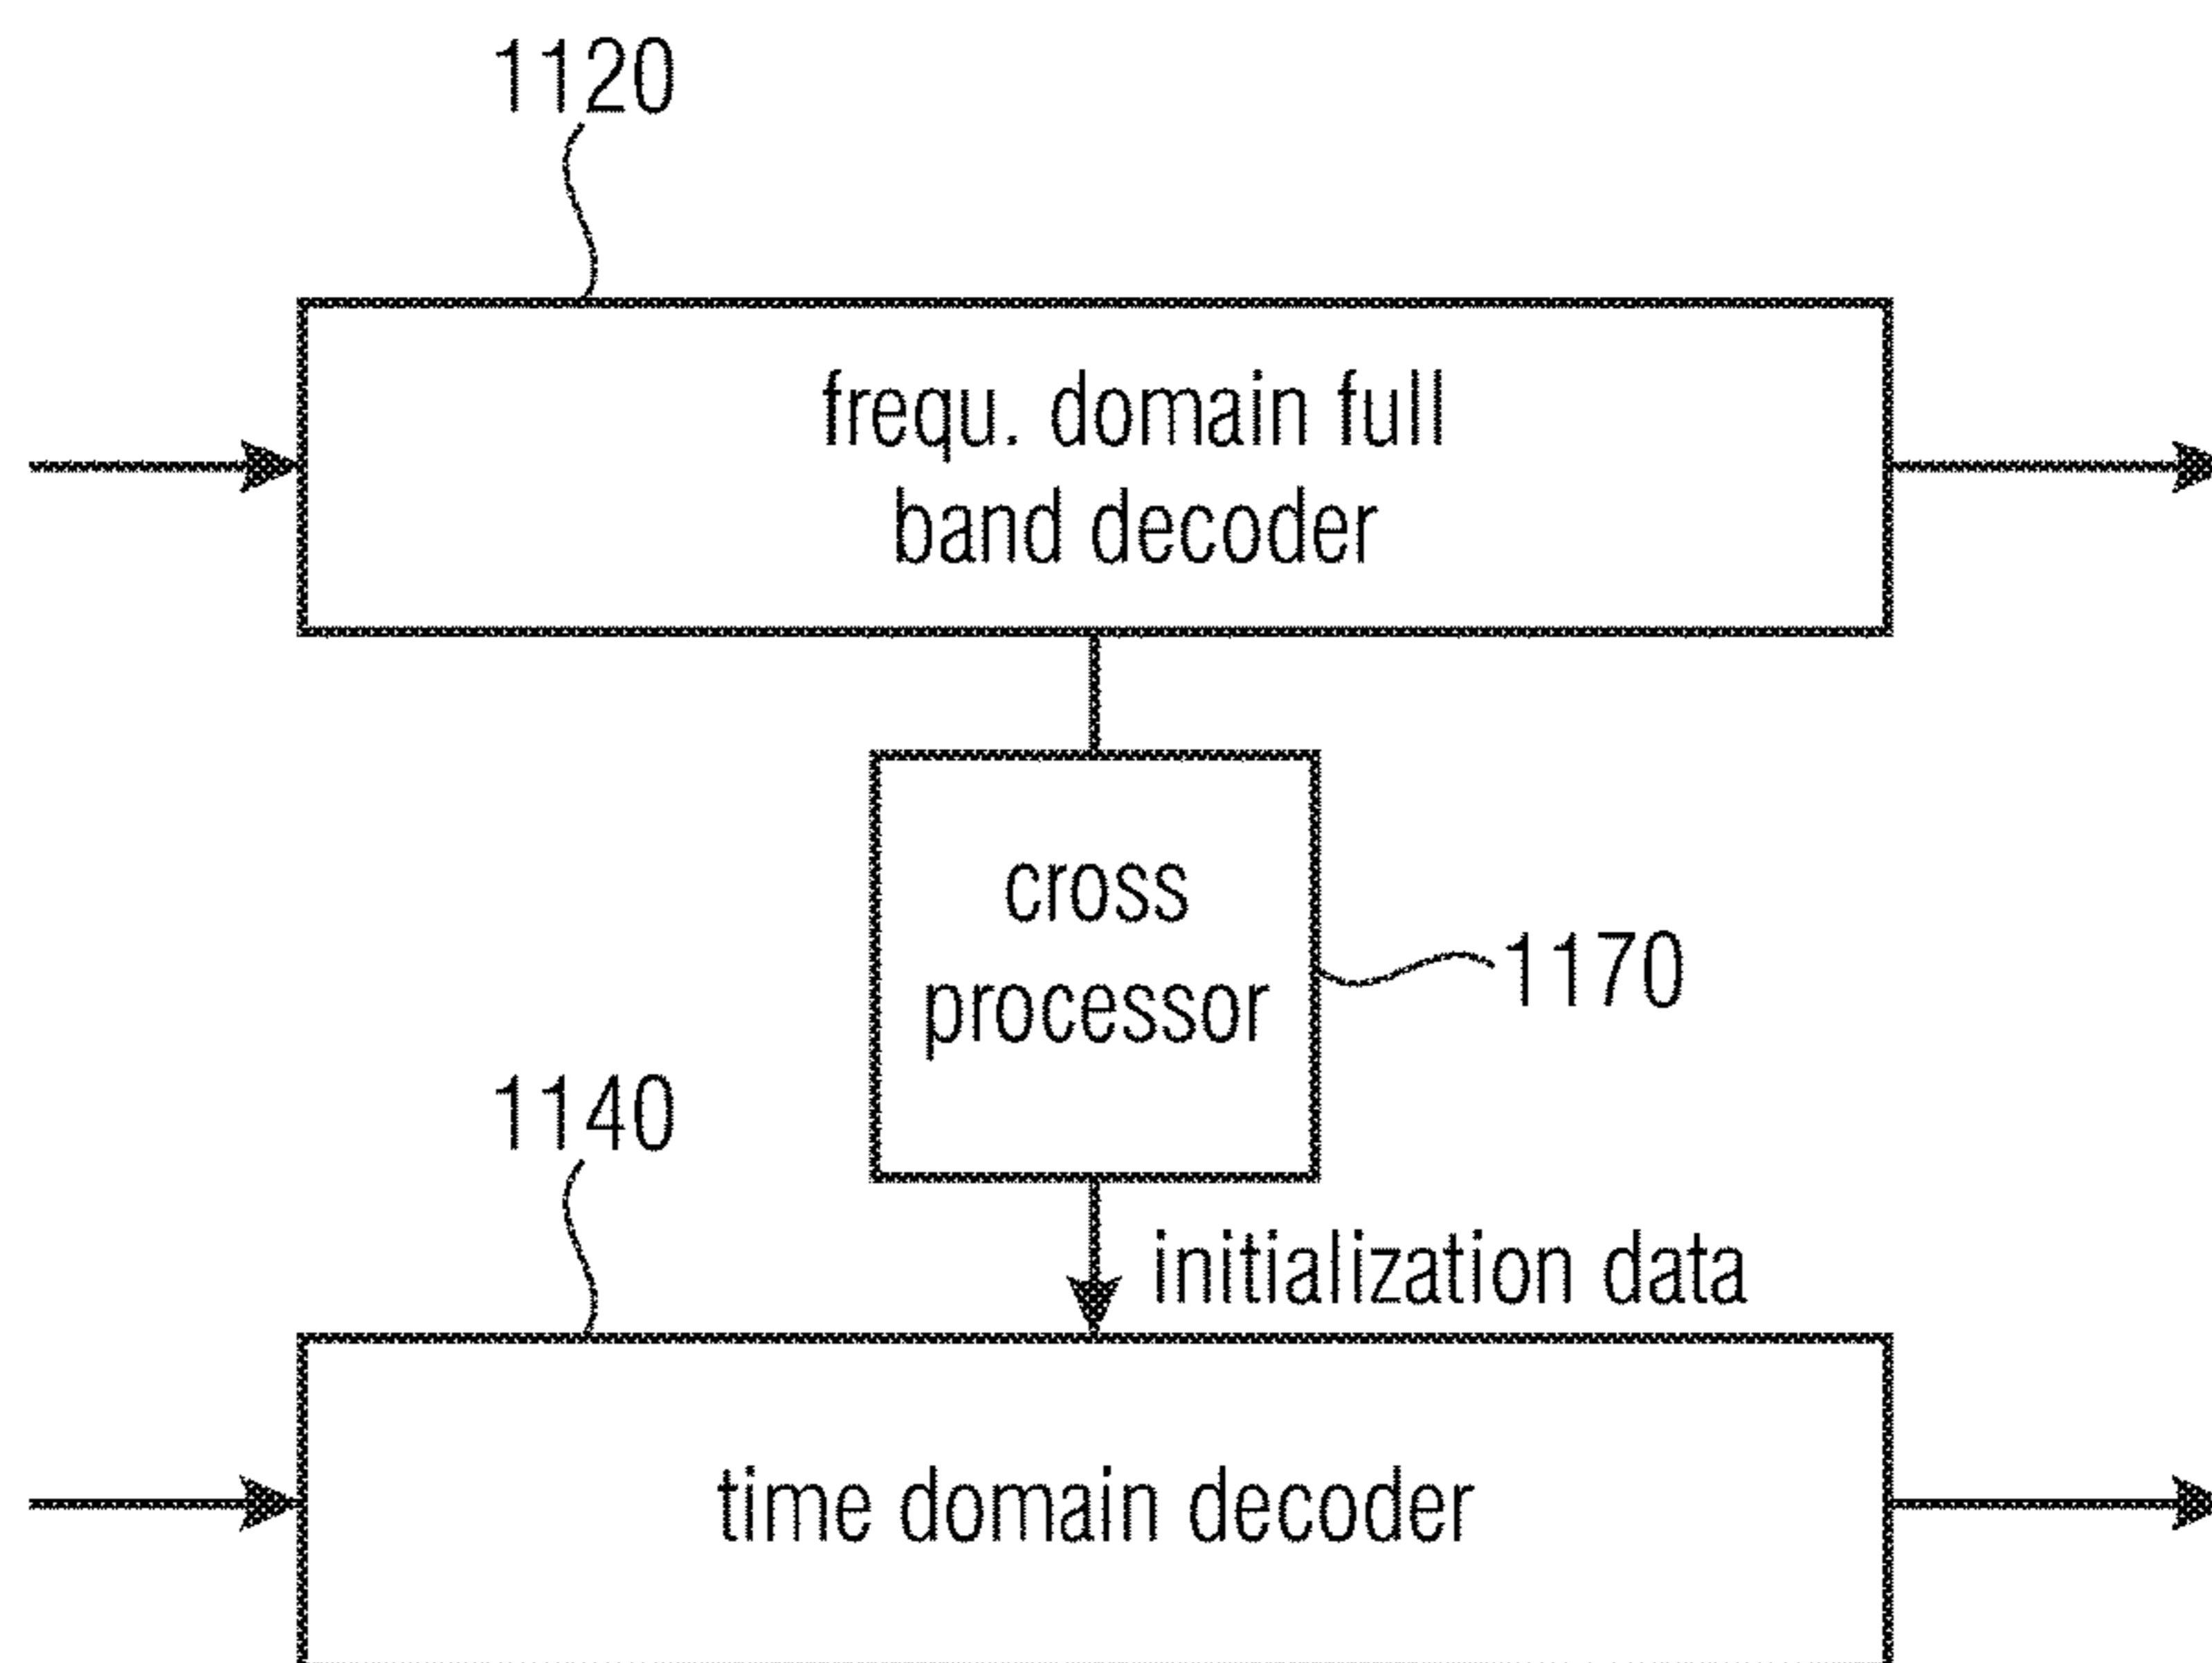 1120
frequ. domain full
band decoder
cross
processor
1170
1140
initialization data
time domain decoder